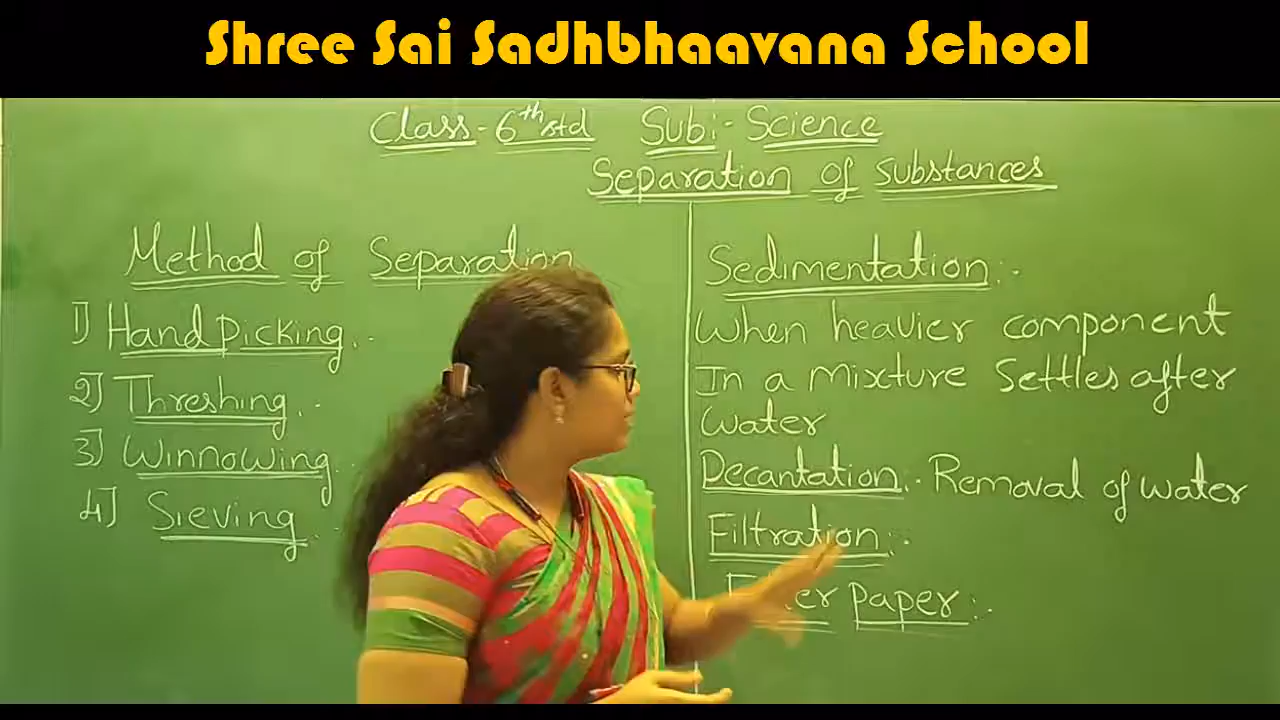 Shree Sai Sadhbhaavana School
Class - 6th std Sub:- Science
Separation of substances
Method of Separation
1) Hand picking :-
2) Threshing :-
3) Winnowing :-
4) Sieving :-
Sedimentation :-
When heavier component
In a mixture Settles after
water
Decantation :- Removal of water
Filtration :-
paper :-